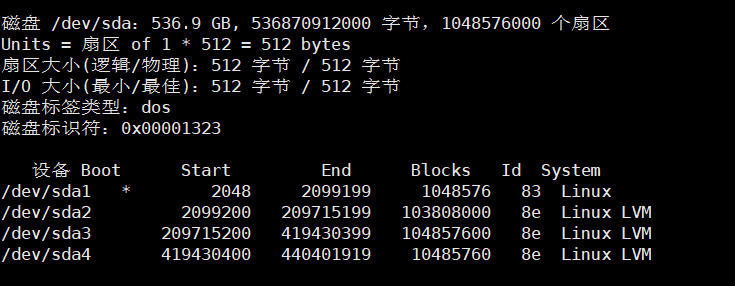 磁盘 /dev/sda：536.9 GB, 536870912000 字节，1048576000 个扇区
Units = 扇区 of 1 * 512 = 512 bytes
扇区大小(逻辑/物理)：512 字节 / 512 字节
I/O 大小(最小/最佳)：512 字节 / 512 字节
磁盘标签类型：dos
磁盘标识符：0x00001323
设备 Boot      Start         End      Blocks   Id  System
/dev/sda1   *        2048     2099199     1048576   83  Linux
/dev/sda2         2099200   209715199   103808000   8e  Linux LVM
/dev/sda3       209715200   419430399   104857600   8e  Linux LVM
/dev/sda4       419430400   440401919    10485760   8e  Linux LVM